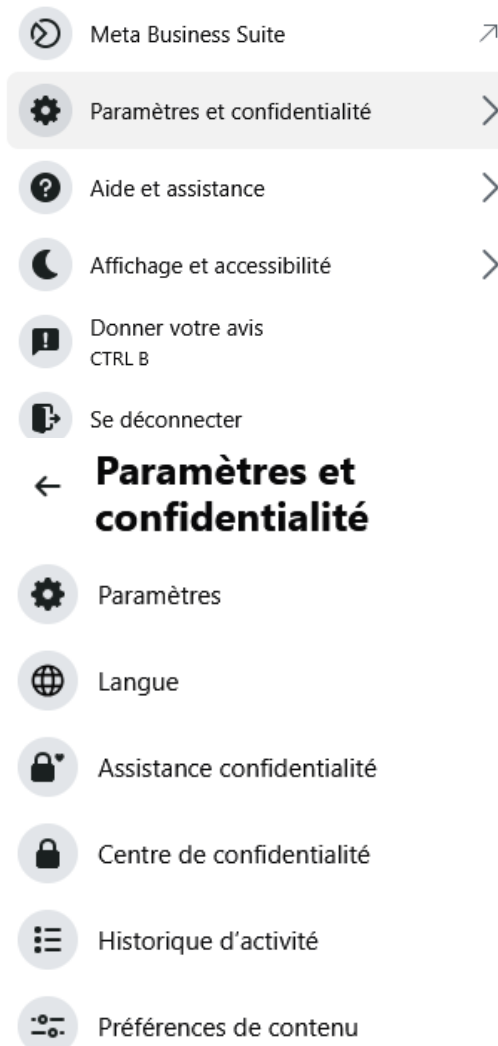 Meta Business Suite
Paramètres et confidentialité
Aide et assistance
Affichage et accessibilité
Donner votre avis
CTRL B
Se déconnecter
Paramètres et
confidentialité
Paramètres
Langue
Assistance confidentialité
Centre de confidentialité
Historique d’activité
Préférences de contenu